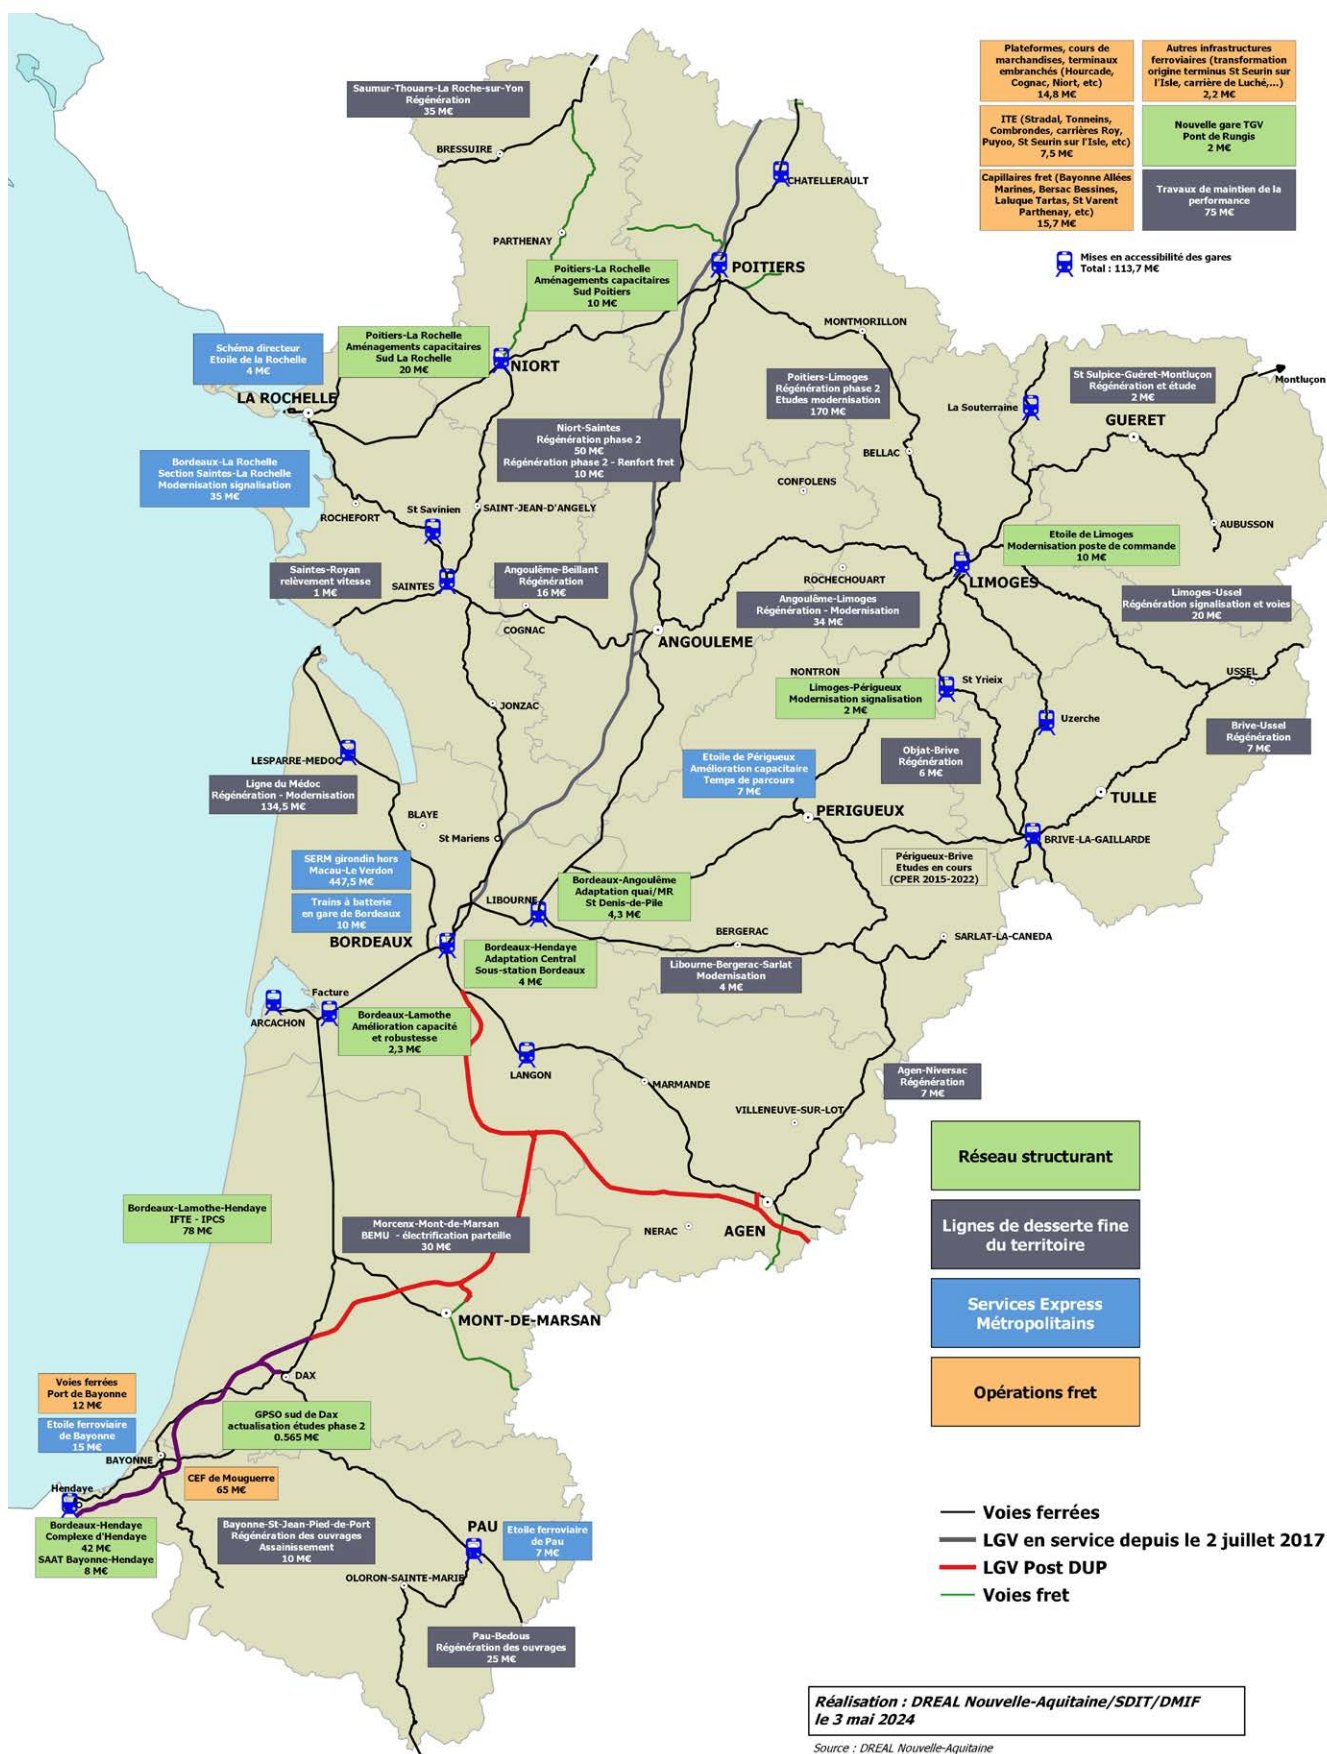 Plateformes, cours de
marchandises, terminaux
embranchés (Hourcade,
Cognac, Niort, etc)
14,8 M€
Autres infrastructures
ferroviaires (transformation
origine terminus St Seurin sur
l'Isle, carrière de Luché,...)
2,2 M€
ITE (Stradal, Tonneins,
Combrondes, carrières Roy,
Puyoo, St Seurin sur l'Isle, etc)
7,5 M€
Nouvelle gare TGV
Pont de Rungis
2 M€
Capillaires fret (Bayonne Allées
Marines, Bersac Bessines,
Laluque Tartas, St Varent
Parthenay, etc)
15,7 M€
Travaux de maintien de la
performance
75 M€
Mises en accessibilité des gares
Total : 113,7 M€
Saumur-Thouars-La Roche-sur-Yon
Régénération
35 M€
BRESSUIRE
CHATELLERAULT
PARTHENAY
POITIERS
Poitiers-La Rochelle
Aménagements capacitaires
Sud Poitiers
10 M€
MONTMORILLON
Schéma directeur
Etoile de la Rochelle
4 M€
Poitiers-La Rochelle
Aménagements capacitaires
Sud La Rochelle
20 M€
NIORT
LA ROCHELLE
Poitiers-Limoges
Régénération phase 2
Etudes modernisation
170 M€
St Sulpice-Guéret-Montluçon
Régénération et étude
2 M€
Montluçon
La Souterraine
GUERET
Niort-Saintes
Régénération phase 2
50 M€
Régénération phase 2 - Renfort fret
10 M€
BELLAC
Bordeaux-La Rochelle
Section Saintes-La Rochelle
Modernisation signalisation
35 M€
CONFOLENS
ROCHEFORT
St Savinien
SAINT-JEAN-D'ANGELY
AUBUSSON
Etoile de Limoges
Modernisation poste de commande
10 M€
Saintes-Royan
relèvement vitesse
1 M€
SAINTES
Angoulême-Beillant
Régénération
16 M€
ROCHECHOUART
LIMOGES
Angoulême-Limoges
Régénération - Modernisation
34 M€
Limoges-Ussel
Régénération signalisation et voies
20 M€
COGNAC
ANGOULEME
NONTRON
St Yrieix
USSEL
Limoges-Périgueux
Modernisation signalisation
2 M€
JONZAC
Uzerche
Brive-Ussel
Régénération
7 M€
LESPARRE-MEDOC
Etoile de Périgueux
Amélioration capacitaire
Temps de parcours
7 M€
Objat-Brive
Régénération
6 M€
Ligne du Médoc
Régénération - Modernisation
134,5 M€
TULLE
BLAYE
PERIGUEUX
St Mariens
BRIVE-LA-GAILLARDE
SERM girondin hors
Macau-Le Verdon
447,5 M€
Périgueux-Brive
Etudes en cours
(CPER 2015-2022)
Trains à batterie
en gare de Bordeaux
10 M€
LIBOURNE
Bordeaux-Angoulême
Adaptation quai/MR
St Denis-de-Pile
4,3 M€
BORDEAUX
BERGERAC
SARLAT-LA-CANEDA
Bordeaux-Hendaye
Adaptation Central
Sous-station Bordeaux
4 M€
Libourne-Bergerac-Sarlat
Modernisation
4 M€
Facture
ARCACHON
Bordeaux-Lamothe
Amélioration capacité
et robustesse
2,3 M€
LANGON
MARMANDE
Agen-Niversac
Régénération
7 M€
VILLENEUVE-SUR-LOT
Réseau structurant
Bordeaux-Lamothe-Hendaye
IFTE - IPCS
78 M€
Morcenx-Mont-de-Marsan
BEMU - électrification parteille
30 M€
NERAC
AGEN
Lignes de desserte fine
du territoire
Services Express
Métropolitains
MONT-DE-MARSAN
Opérations fret
DAX
Voies ferrées
Port de Bayonne
12 M€
Etoile ferroviaire
de Bayonne
15 M€
GPSO sud de Dax
actualisation études phase 2
0.565 M€
BAYONNE
CEF de Mouguerre
65 M€
Hendaye
Bordeaux-Hendaye
Complexe d'Hendaye
42 M€
SAAT Bayonne-Hendaye
8 M€
Bayonne-St-Jean-Pied-de-Port
Régénération des ouvrages
Assainissement
10 M€
PAU
Etoile ferroviaire
de Pau
7 M€
OLORON-SAINTE-MARIE
Pau-Bedous
Régénération des ouvrages
25 M€
Voies ferrées
LGV en service depuis le 2 juillet 2017
LGV Post DUP
Voies fret
Réalisation : DREAL Nouvelle-Aquitaine/SDIT/DMIF
le 3 mai 2024
Source : DREAL Nouvelle-Aquitaine